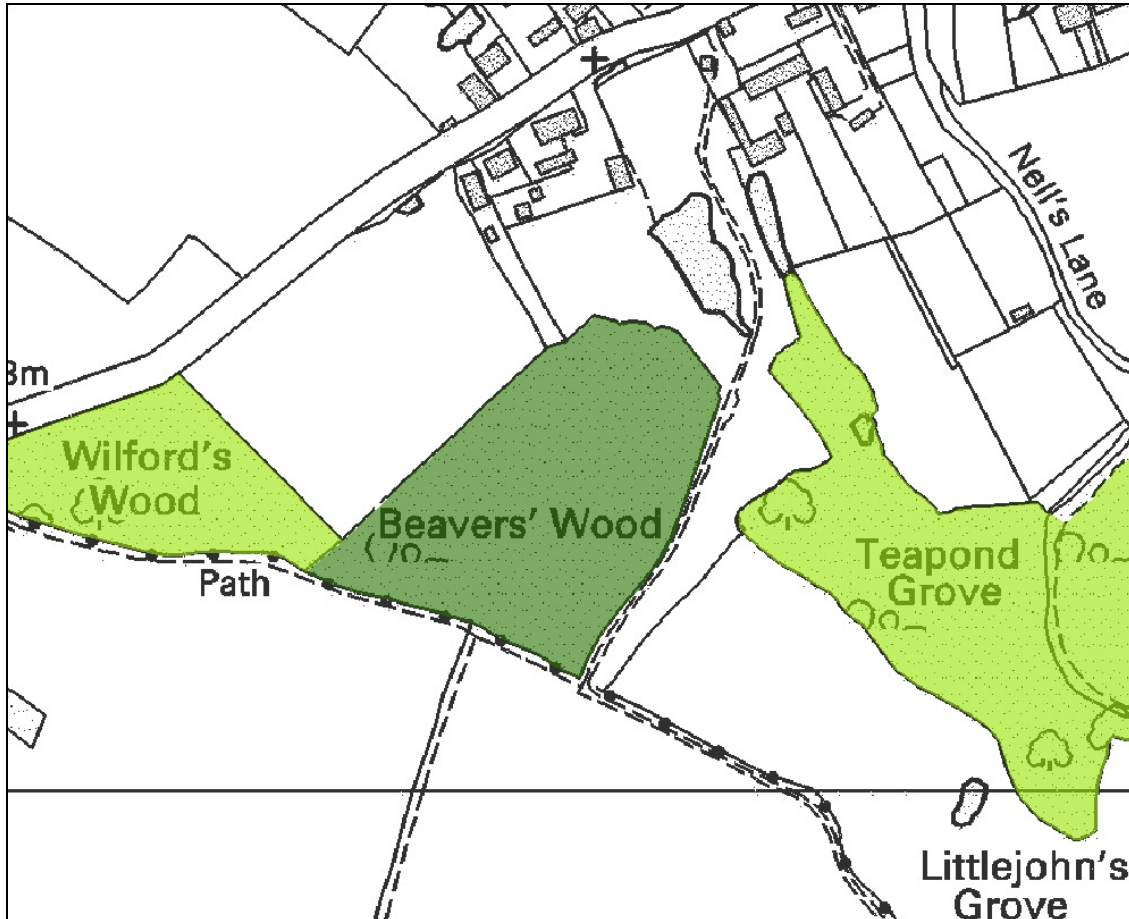 Nell's Lane
3m
Wilford's
Wood
Beavers' Wood
Path
Teapond
Grove
Littlejohn's
Grove